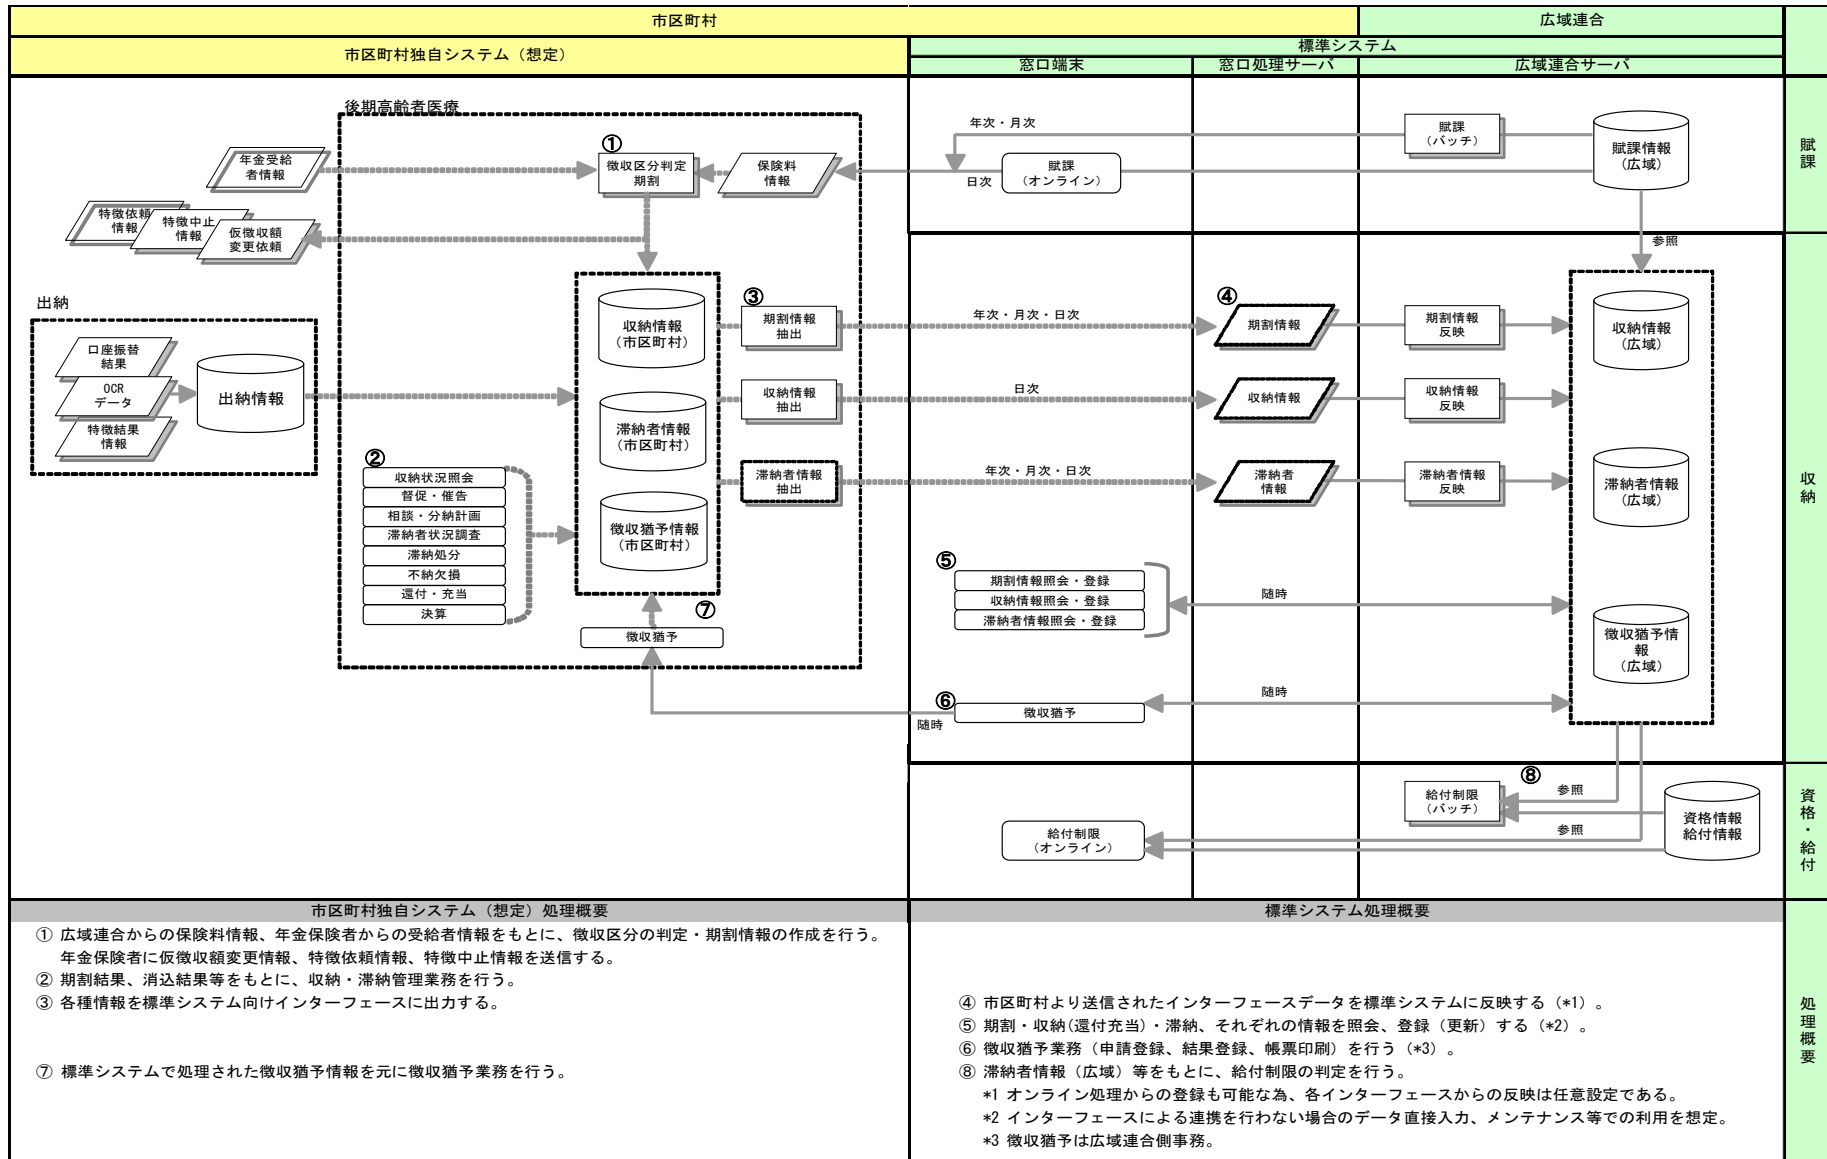 市区町村
広域連合
市区町村独自システム（想定）
標準システム
窓口端末
窓口処理サーバ
広域連合サーバ
賦課
後期高齢者医療
年金受給
者情報
①
徴収区分判定
期割
保険料
情報
年次・月次
日次
賦課
（オンライン）
賦課
（バッチ）
賦課情報
（広域）
特徴依頼
情報
特徴中止
情報
仮徴収額
変更依頼
参照
収納
出納
口座振替
結果
OCR
データ
特徴結果
情報
出納情報
収納情報
（市区町村）
滞納者情報
（市区町村）
徴収猶予情報
（市区町村）
③
期割情報
抽出
収納情報
抽出
滞納者情報
抽出
年次・月次・日次
日次
年次・月次・日次
④
期割情報
収納情報
滞納者
情報
期割情報
反映
収納情報
反映
滞納者情報
反映
収納情報
（広域）
滞納者情報
（広域）
徴収猶予情
報
（広域）
②
収納状況照会
督促・催告
相談・分納計画
滞納者状況調査
滞納処分
不納欠損
還付・充当
決算
⑦
徴収猶予
⑤
期割情報照会・登録
収納情報照会・登録
滞納者情報照会・登録
随時
⑥
徴収猶予
随時
随時
資格・給付
⑧
給付制限
（バッチ）
参照
給付制限
（オンライン）
参照
資格情報
給付情報
市区町村独自システム（想定）処理概要
標準システム処理概要
処理概要
① 広域連合からの保険料情報、年金保険者からの受給者情報をもとに、徴収区分の判定・期割情報の作成を行う。
年金保険者に仮徴収額変更情報、特徴依頼情報、特徴中止情報を送信する。
② 期割結果、消込結果等をもとに、収納・滞納管理業務を行う。
③ 各種情報を標準システム向けインターフェースに出力する。
⑦ 標準システムで処理された徴収猶予情報を元に徴収猶予業務を行う。
④ 市区町村より送信されたインターフェースデータを標準システムに反映する（*1）。
⑤ 期割・収納(還付充当)・滞納、それぞれの情報を照会、登録（更新）する（*2）。
⑥ 徴収猶予業務（申請登録、結果登録、帳票印刷）を行う（*3）。
⑧ 滞納者情報（広域）等をもとに、給付制限の判定を行う。
*1 オンライン処理からの登録も可能な為、各インターフェースからの反映は任意設定である。
*2 インターフェースによる連携を行わない場合のデータ直接入力、メンテナンス等での利用を想定。
*3 徴収猶予は広域連合側事務。